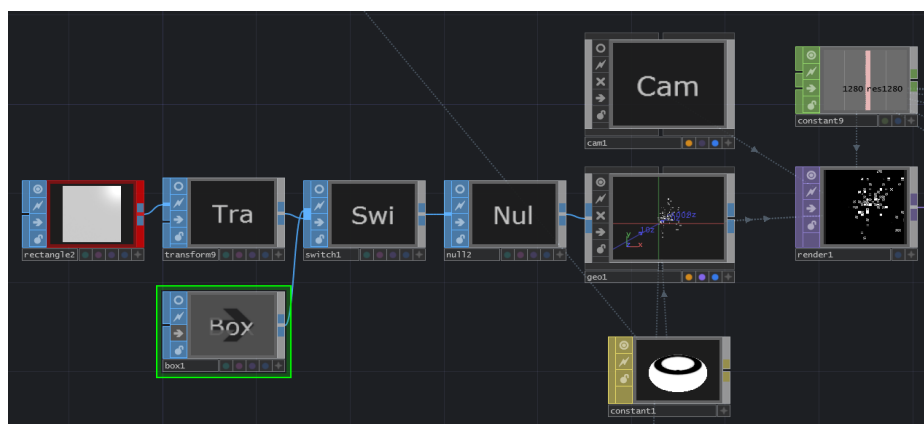 Cam
cam1
1280 res1280
constant9
Tra
Swi
Nul
rectangle2
transform9
switch1
null2
geo1
render1
Box
box1
constant1